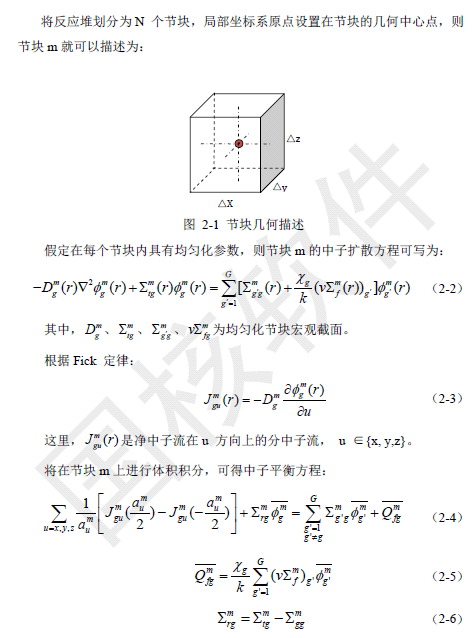 将反应堆划分为 N 个节块，局部坐标系原点设置在节块的几何中心点，则
节块 m 就可以描述为：
△z
△y
△X
图 2-1 节块几何描述
假定在每个节块内具有均匀化参数，则节块 m 的中子扩散方程可写为：
$-D_g^m(r)\nabla^2\phi_g^m(r)+\Sigma_{tg}^m(r)\phi_g^m(r)=\sum_{g'=1}^{G}[\Sigma_{g'g}^m(r)+\frac{\chi_g}{k}(\nu\Sigma_f^m(r))_{g'}]\phi_{g'}^m(r)$ （2-2）
其中，$D_g^m$、$\Sigma_{tg}^m$、$\Sigma_{g'g}^m$、$\nu\Sigma_{fg}^m$为均匀化节块宏观截面。
根据 Fick 定律：
$J_{gu}^m(r)=-D_g^m\frac{\partial\phi_g^m(r)}{\partial u}$ （2-3）
这里，$J_{gu}^m(r)$是净中子流在 u 方向上的分中子流， u ∈{x, y,z}。
将在节块 m 上进行体积积分，可得中子平衡方程：
$\sum_{u=x,y,z}\frac{1}{a_u^m}\left[J_{gu}^m(\frac{a_u^m}{2})-J_{gu}^m(-\frac{a_u^m}{2})\right]+\Sigma_{rg}^m\overline{\phi_g^m}=\sum_{\substack{g'=1\\g'\neq g}}^{G}\Sigma_{g'g}^m\overline{\phi_{g'}^m}+\overline{Q_{fg}^m}$ （2-4）
$\overline{Q_{fg}^m}=\frac{\chi_g}{k}\sum_{g'=1}^{G}(\nu\Sigma_f^m)_{g'}\overline{\phi_{g'}^m}$ （2-5）
$\Sigma_{rg}^m=\Sigma_{tg}^m-\Sigma_{gg}^m$ （2-6）
国核软件